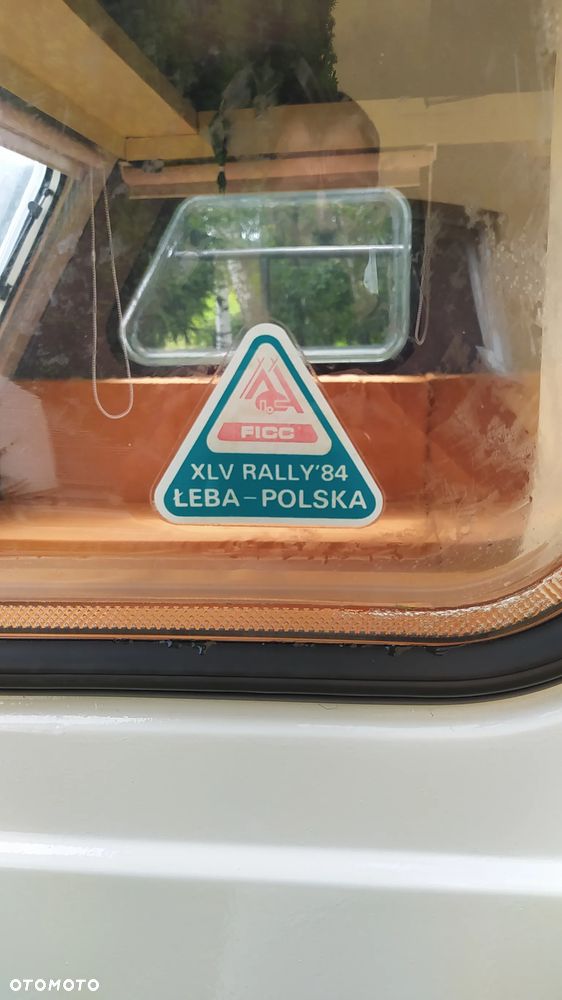 FICC
XLV RALLY'84
ŁEBA – POLSKA
OTOMOTO